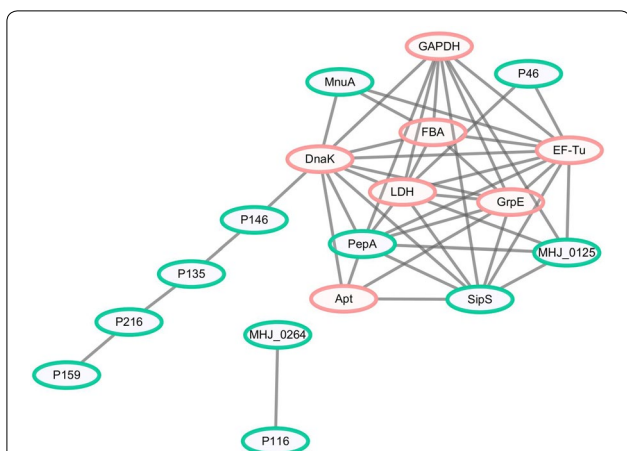 GAPDH
P46
MnuA
FBA
EF-Tu
DnaK
LDH
GrpE
P146
PepA
MHJ_0125
P135
Apt
SipS
P216
MHJ_0264
P159
P116